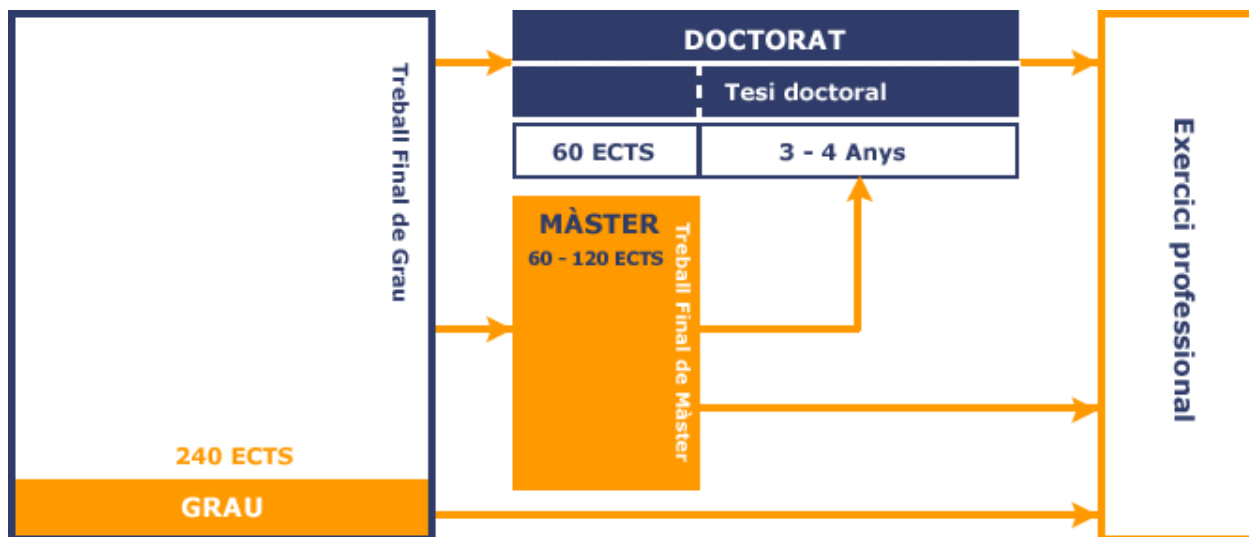 Treball Final de Grau
240 ECTS
GRAU
DOCTORAT
Tesi doctoral
60 ECTS
3 - 4 Anys
MÀSTER
60 - 120 ECTS
Treball Final de Màster
Exercici professional